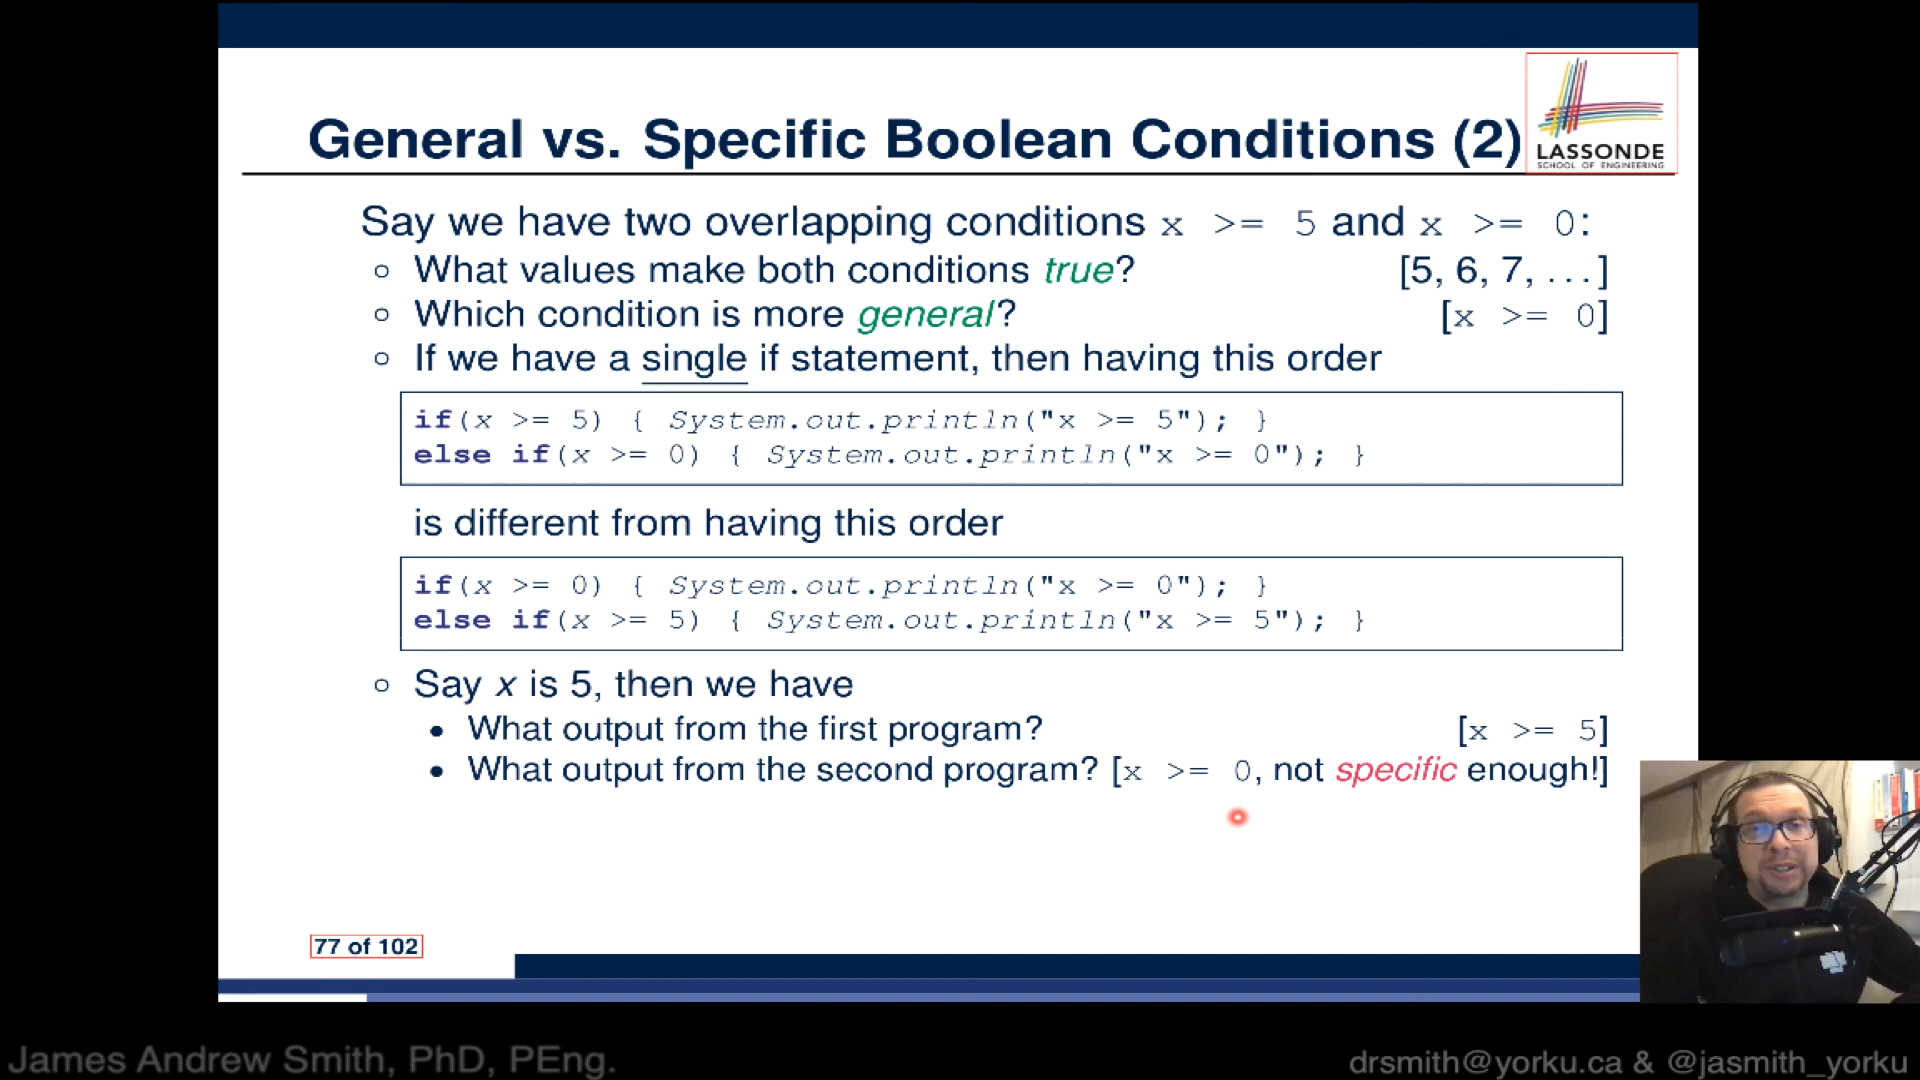 General vs. Specific Boolean Conditions (2)
LASSONDE
SCHOOL OF ENGINEERING
Say we have two overlapping conditions x >= 5 and x >= 0:
◦ What values make both conditions true? [5, 6, 7, ...]
◦ Which condition is more general? [x >= 0]
◦ If we have a single if statement, then having this order
if(x >= 5) { System.out.println("x >= 5"); }
else if(x >= 0) { System.out.println("x >= 0"); }
is different from having this order
if(x >= 0) { System.out.println("x >= 0"); }
else if(x >= 5) { System.out.println("x >= 5"); }
◦ Say x is 5, then we have
• What output from the first program? [x >= 5]
• What output from the second program? [x >= 0, not specific enough!]
77 of 102
James Andrew Smith, PhD, PEng.
drsmith@yorku.ca & @jasmith_yorku